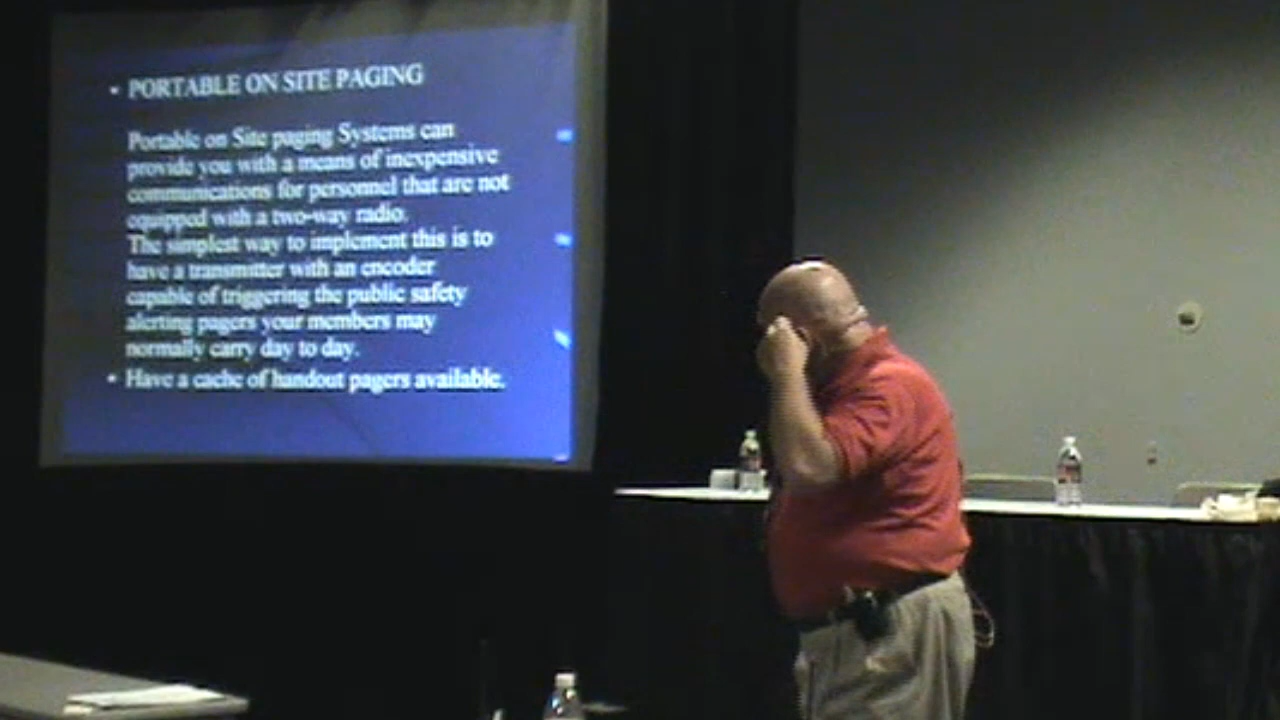 • PORTABLE ON SITE PAGING
Portable on Site paging Systems can
provide you with a means of inexpensive
communications for personnel that are not
equipped with a two-way radio.
The simplest way to implement this is to
have a transmitter with an encoder
capable of triggering the public safety
alerting pagers your members may
normally carry day to day.
• Have a cache of handout pagers available.